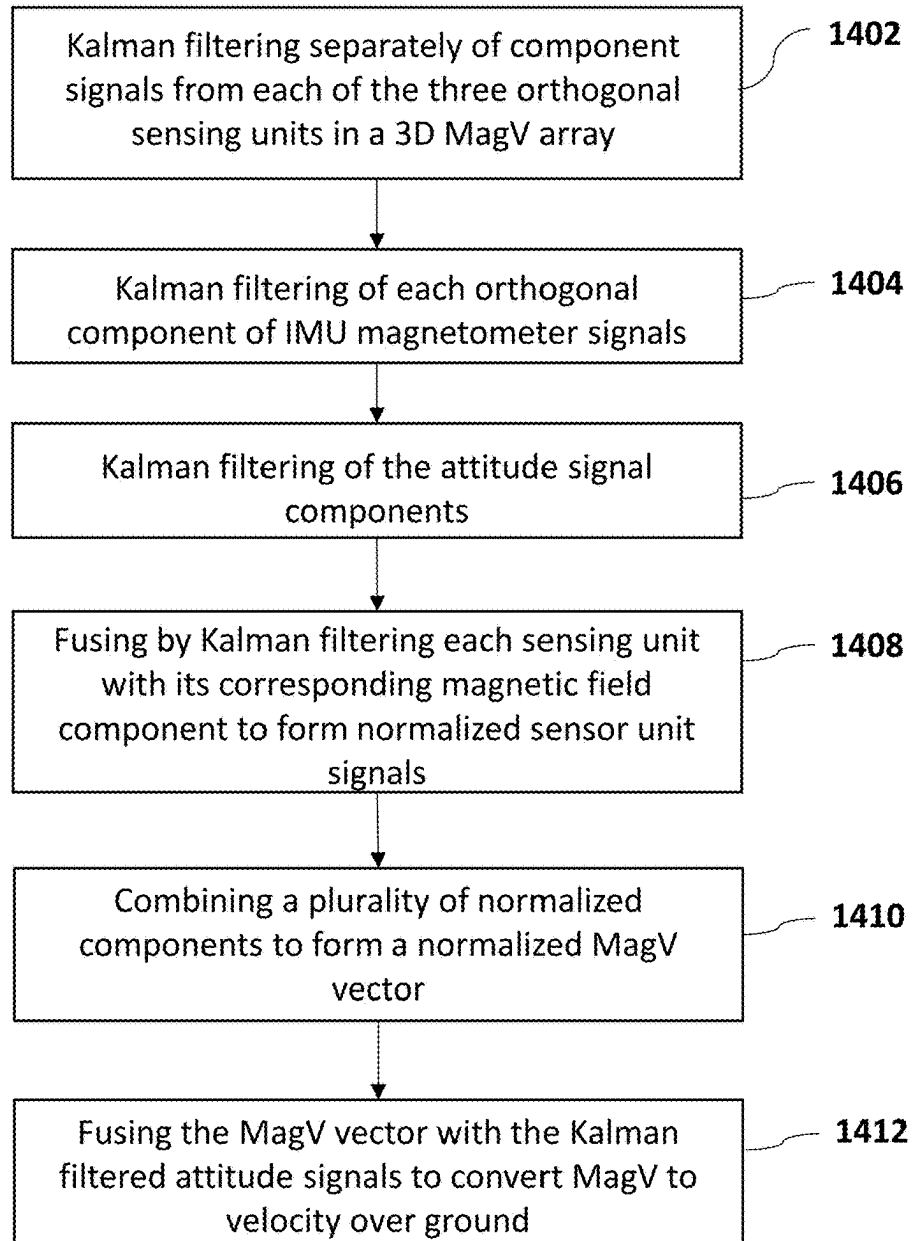 Kalman filtering separately of component
signals from each of the three orthogonal
sensing units in a 3D MagV array
1402
Kalman filtering of each orthogonal
component of IMU magnetometer signals
1404
Kalman filtering of the attitude signal
components
1406
Fusing by Kalman filtering each sensing unit
with its corresponding magnetic field
component to form normalized sensor unit
signals
1408
Combining a plurality of normalized
components to form a normalized MagV
vector
1410
Fusing the MagV vector with the Kalman
filtered attitude signals to convert MagV to
velocity over ground
1412